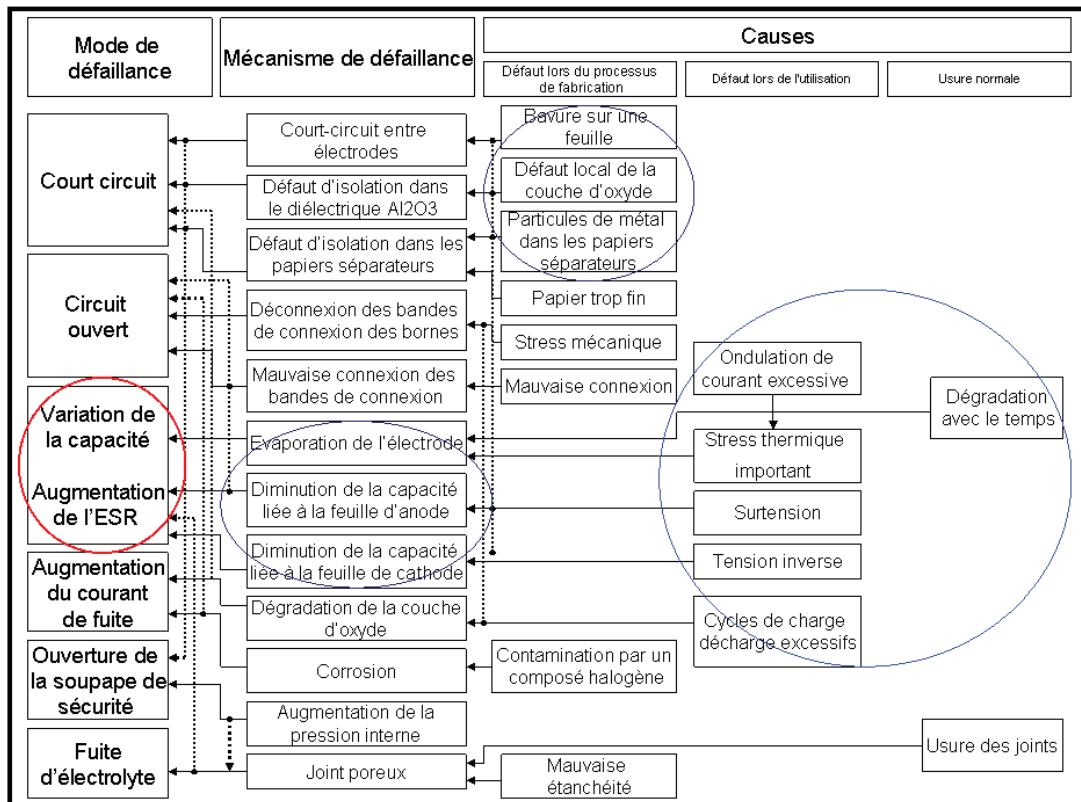 Mode de
défaillance
Mécanisme de défaillance
Causes
Défaut lors du processus
de fabrication
Défaut lors de l'utilisation
Usure normale
Court circuit
Circuit
ouvert
Variation de
la capacité
Augmentation
de l'ESR
Augmentation
du courant
de fuite
Ouverture de
la soupape de
sécurité
Fuite
d'électrolyte
Court-circuit entre
électrodes
Défaut d'isolation dans
le diélectrique Al2O3
Défaut d'isolation dans les
papiers séparateurs
Déconnexion des bandes
de connexion des bornes
Mauvaise connexion des
bandes de connexion
Evaporation de l'électrode
Diminution de la capacité
liée à la feuille d'anode
Diminution de la capacité
liée à la feuille de cathode
Dégradation de la couche
d'oxyde
Corrosion
Augmentation de la
pression interne
Joint poreux
Bavure sur une
feuille
Défaut local de la
couche d'oxyde
Particules de métal
dans les papiers
séparateurs
Papier trop fin
Stress mécanique
Mauvaise connexion
Contamination par un
composé halogène
Mauvaise
étanchéité
Ondulation de
courant excessive
Stress thermique
important
Surtension
Tension inverse
Cycles de charge
décharge excessifs
Dégradation
avec le temps
Usure des joints